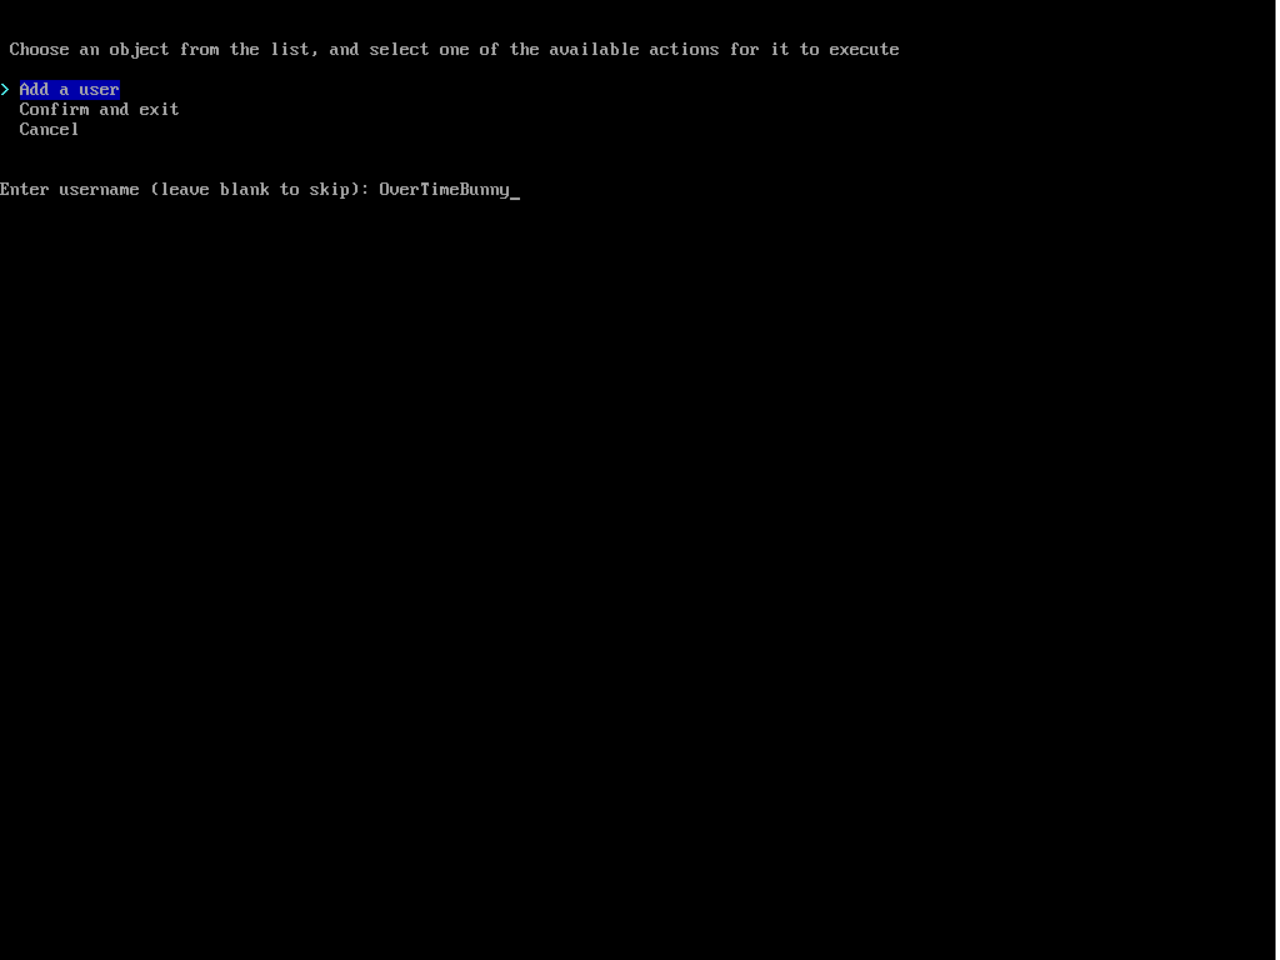 Choose an object from the list, and select one of the available actions for it to execute
> Add a user
Confirm and exit
Cancel
Enter username (leave blank to skip): OverTimeBunny_